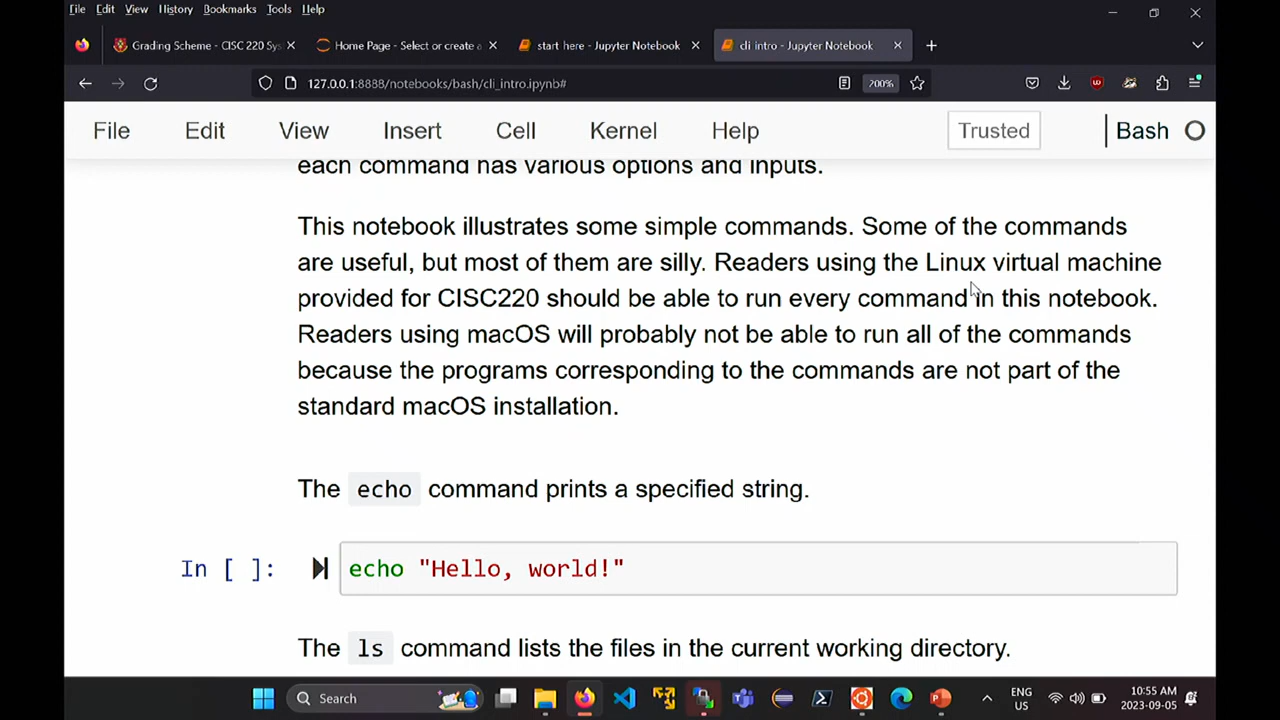 File Edit View History Bookmarks Tools Help
Grading Scheme - CISC 220 Sys
Home Page - Select or create a
start here - Jupyter Notebook
cli intro - Jupyter Notebook
127.0.0.1:8888/notebooks/bash/cli_intro.ipynb#
200%
File Edit View Insert Cell Kernel Help
Trusted
Bash
each command has various options and inputs.
This notebook illustrates some simple commands. Some of the commands
are useful, but most of them are silly. Readers using the Linux virtual machine
provided for CISC220 should be able to run every command in this notebook.
Readers using macOS will probably not be able to run all of the commands
because the programs corresponding to the commands are not part of the
standard macOS installation.
The echo command prints a specified string.
In [ ]:
echo "Hello, world!"
The ls command lists the files in the current working directory.
Search
ENG
US
10:55 AM
2023-09-05